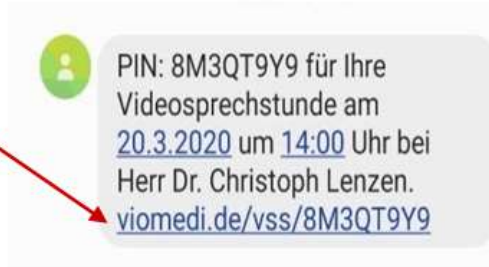 PIN: 8M3QT9Y9 für Ihre
Videosprechstunde am
20.3.2020 um 14:00 Uhr bei
Herr Dr. Christoph Lenzen.
viomedi.de/vss/8M3QT9Y9